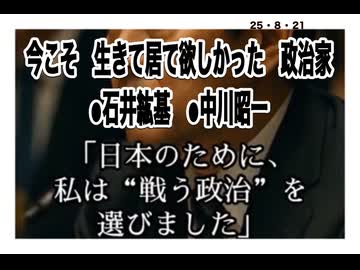 25・8・21
今こそ 生きて居て欲しかった 政治家
●石井紘基 ●中川昭一
「日本のために、
私は“戦う政治”を
選びました」